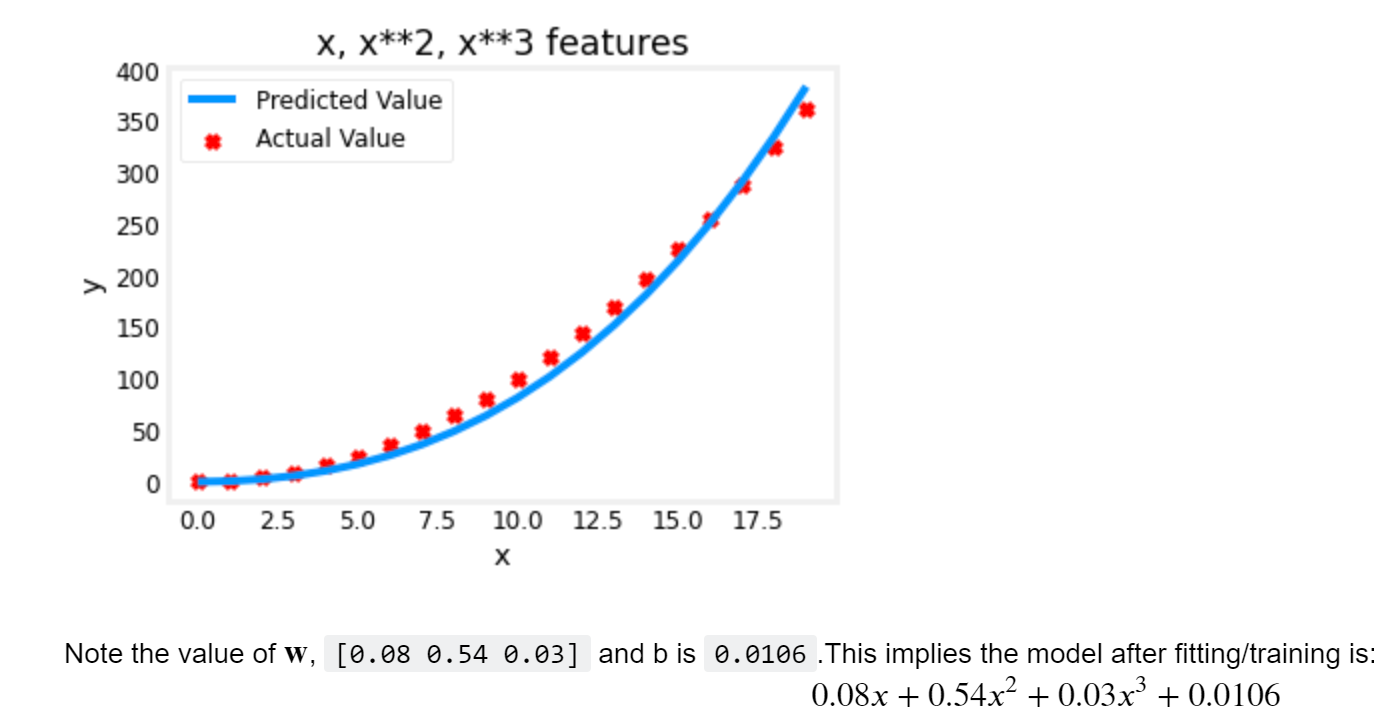 x, x**2, x**3 features
400
Predicted Value
350
Actual Value
300
250
y
200
150
100
50
0
0.0 2.5 5.0 7.5 10.0 12.5 15.0 17.5
x
Note the value of w, [0.08 0.54 0.03] and b is 0.0106 .This implies the model after fitting/training is:
0.08x + 0.54x² + 0.03x³ + 0.0106